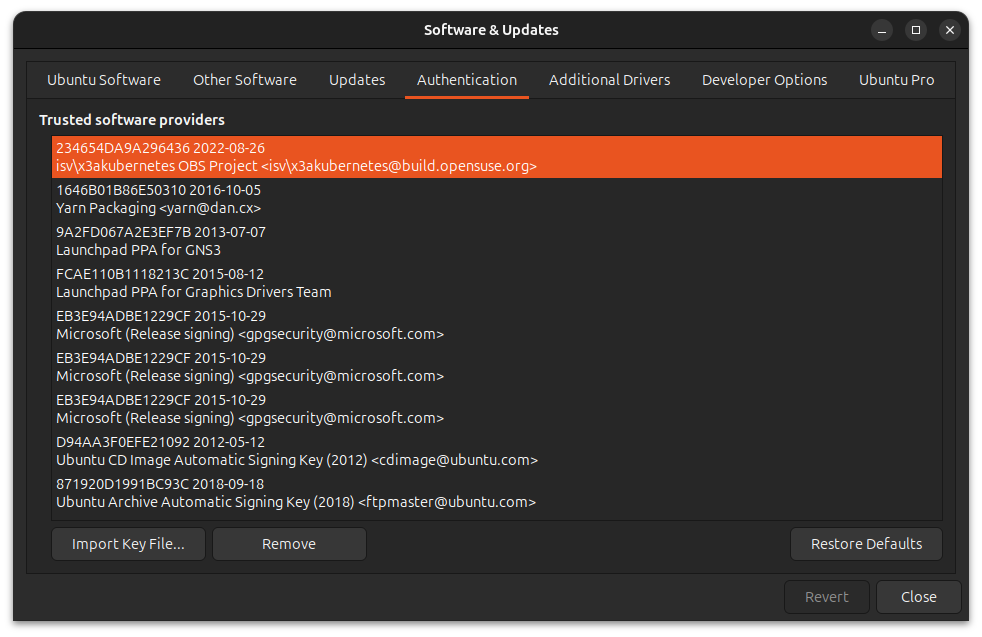 Software & Updates
Ubuntu Software Other Software Updates Authentication Additional Drivers Developer Options Ubuntu Pro
Trusted software providers
234654DA9A296436 2022-08-26
isv\x3akubernetes OBS Project <isv\x3akubernetes@build.opensuse.org>
1646B01B86E50310 2016-10-05
Yarn Packaging <yarn@dan.cx>
9A2FD067A2E3EF7B 2013-07-07
Launchpad PPA for GNS3
FCAE110B1118213C 2015-08-12
Launchpad PPA for Graphics Drivers Team
EB3E94ADBE1229CF 2015-10-29
Microsoft (Release signing) <gpgsecurity@microsoft.com>
EB3E94ADBE1229CF 2015-10-29
Microsoft (Release signing) <gpgsecurity@microsoft.com>
EB3E94ADBE1229CF 2015-10-29
Microsoft (Release signing) <gpgsecurity@microsoft.com>
D94AA3F0EFE21092 2012-05-12
Ubuntu CD Image Automatic Signing Key (2012) <cdimage@ubuntu.com>
871920D1991BC93C 2018-09-18
Ubuntu Archive Automatic Signing Key (2018) <ftpmaster@ubuntu.com>
Import Key File... Remove Restore Defaults
Revert Close